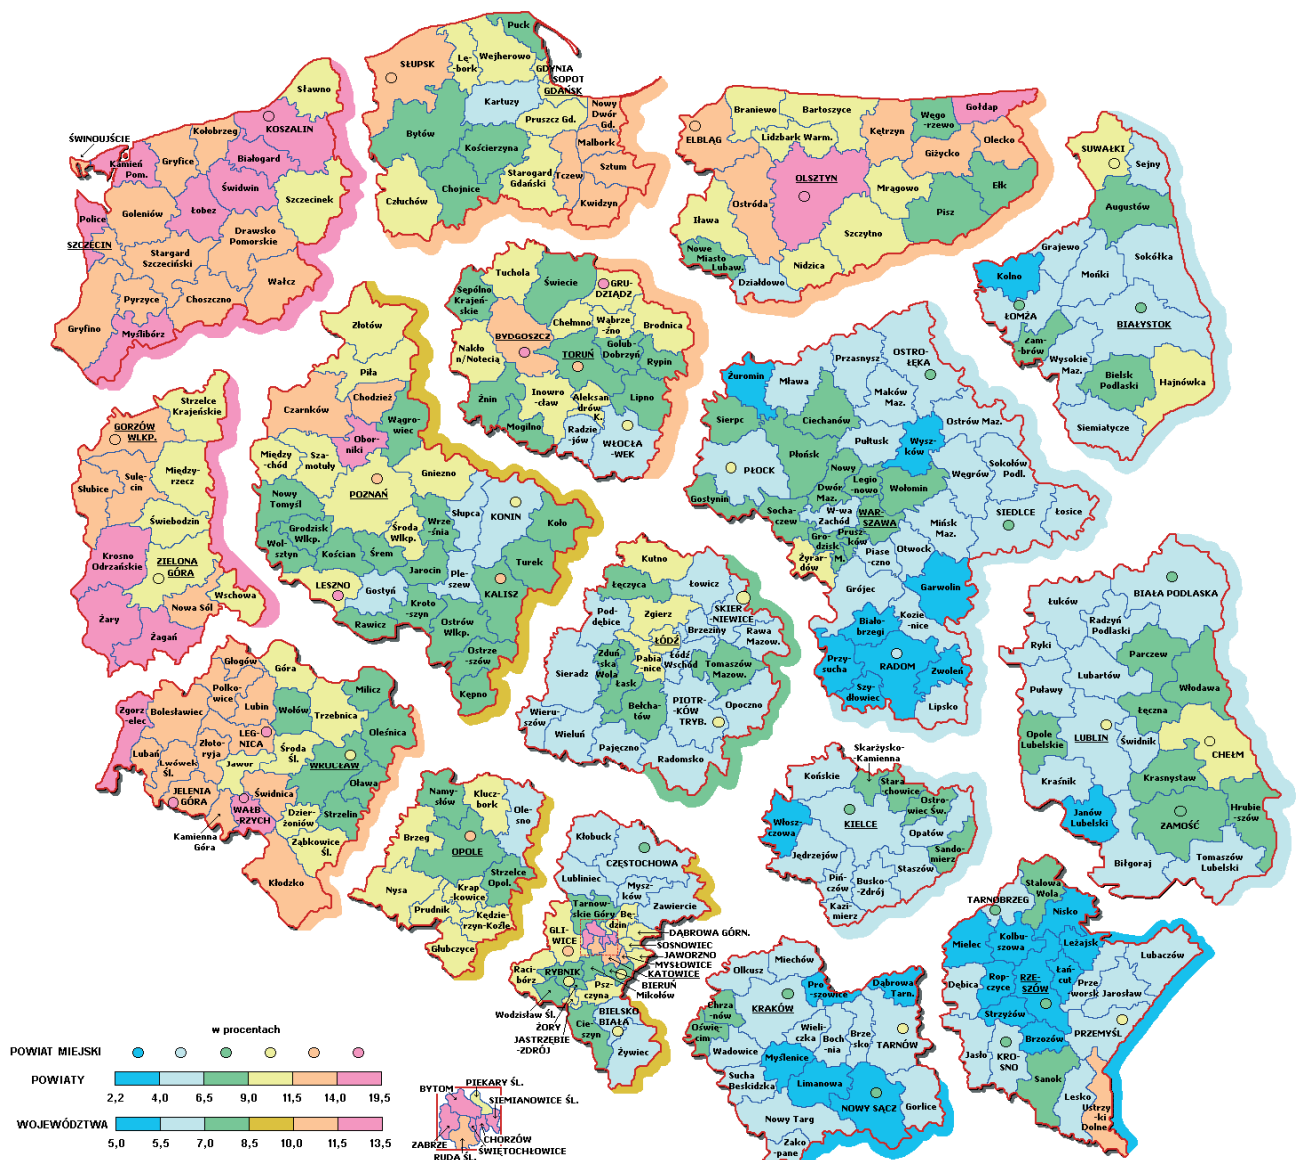 Puck
SŁUPSK
Lę-
bork
Wejherowo
GDYNIA
SOPOT
GDAŃSK
Kartuzy
Nowy
Dwór
Gd.
Pruszcz Gd.
Bytów
Kościerzyna
Malbork
Starogard
Gdański
Tczew
Sztum
Chojnice
Człuchów
Kwidzyn
Sławno
KOSZALIN
Kołobrzeg
ŚWINOUJŚCIE
Kamień
Pom.
Gryfice
Białogard
Świdwin
Szczecinek
Police
Goleniów
Łobez
SZCZECIN
Drawsko
Pomorskie
Stargard
Szczeciński
Wałcz
Pyrzyce
Choszczno
Gryfino
Myślibórz
Braniewo
Bartoszyce
Węgo-
rzewo
Gołdap
ELBLĄG
Lidzbark Warm.
Kętrzyn
Giżycko
Olecko
OLSZTYN
Mrągowo
Ełk
Ostróda
Pisz
Iława
Szczytno
Nowe
Miasto
Lubaw.
Nidzica
Działdowo
SUWAŁKI
Sejny
Augustów
Grajewo
Kolno
Mońki
Sokółka
ŁOMŻA
BIAŁYSTOK
Zam-
brów
Wysokie
Maz.
Bielsk
Podlaski
Hajnówka
Siemiatycze
Tuchola
Sępólno
Krajeń-
skie
Świecie
GRU-
DZIĄDZ
Chełmno
Wąbrze
-źno
Brodnica
BYDGOSZCZ
Nakło
n/Notecią
TORUŃ
Golub-
Dobrzyń
Rypin
Żnin
Inowro
-cław
Aleksan-
drów
K.
Lipno
Mogilno
Radzie
-jów
WŁOCŁA
-WEK
Złotów
Piła
Czarnków
Chodzież
Wągro-
wiec
Obor-
niki
Między
-chód
Sza-
motuły
Gniezno
POZNAŃ
Nowy
Tomyśl
Słupca
KONIN
Środa
Wlkp.
Wrze
-śnia
Koło
Grodzisk
Wlkp.
Wol-
sztyn
Kościan
Śrem
Jarocin
Turek
Ple-
szew
LESZNO
Gostyń
KALISZ
Kroto
-szyn
Rawicz
Ostrów
Wlkp.
Ostrze
-szów
Kępno
Strzelce
Krajeńskie
GORZÓW
WLKP.
Między-
rzecz
Słubice
Sulę-
cin
Świebodzin
Krosno
Odrzańskie
ZIELONA
GÓRA
Wschowa
Nowa Sól
Żary
Żagań
Żuromin
Mława
Przasnysz
OSTRO-
ŁĘKA
Maków
Maz.
Ciechanów
Sierpc
Ostrów Maz.
Pułtusk
Wysz-
ków
Płońsk
PŁOCK
Węgrów
Sokołów
Podl.
Nowy
Dwór
Maz.
Legio
-nowo
Wołomin
Gostynin
Socha-
czew
W-wa
Zachód
WAR-
SZAWA
SIEDLCE
Łosice
Mińsk
Maz.
Gro-
dzisk
M.
Prusz-
ków
Żyrar-
dów
Piase
-czno
Otwock
Garwolin
Grójec
Kozie
-nice
Biało-
brzegi
Przy-
sucha
RADOM
Zwoleń
Szy-
dłowiec
Lipsko
Kutno
Łęczyca
Łowicz
Pod-
dębice
Zgierz
SKIER
NIEWICE
ŁÓDŹ
Brzeziny
Rawa
Mazow.
Zduń
ska
Wola
Pabia
-nice
Łódź
Wschód
Tomaszów
Mazow.
Sieradz
Łask
Bełcha-
tów
PIOTR-
KÓW
TRYB.
Opoczno
Wieru-
szów
Wieluń
Pajęczno
Radomsko
Łuków
BIAŁA PODLASKA
Radzyń
Podlaski
Ryki
Parczew
Lubartów
Puławy
Włodawa
Łęczna
Opole
Lubelskie
LUBLIN
Świdnik
CHEŁM
Kraśnik
Krasnystaw
Janów
Lubelski
ZAMOŚĆ
Hrubie
-szów
Biłgoraj
Tomaszów
Lubelski
Głogów
Góra
Polko-
wice
Lubin
Milicz
Zgorz
-elec
Bolesławiec
Wołów
Trzebnica
Oleśnica
LEG-
NICA
Złoto-
ryja
Środa
Śl.
Lubań
Lwówek
Śl.
Jawor
WROCŁAW
Oława
JELENIA
GÓRA
Świdnica
WAŁB
-RZYCH
Strzelin
Kamienna
Góra
Dzier-
żoniów
Ząbkowice
Śl.
Kłodzko
Namy-
słów
Klucz-
bork
Ole-
sno
Brzeg
OPOLE
Strzelce
Opol.
Nysa
Krap
-kowice
Prudnik
Kędzie-
rzyn-Koźle
Głubczyce
Kłobuck
CZĘSTOCHOWA
Lubliniec
Mysz-
ków
Zawiercie
Tarnow
-skie Góry
Bę-
dzin
GLI-
WICE
DĄBROWA GÓRN.
SOSNOWIEC
JAWORZNO
MYSŁOWICE
KATOWICE
BIERUŃ
Mikołów
Raci-
bórz
RYBNIK
Psz-
czyna
Wodzisław Śl.
ŻORY
JASTRZĘBIE
-ZDRÓJ
BIELSKO
BIAŁA
Cie-
szyn
Żywiec
Skarżysko-
Kamienna
Końskie
Stara
chowice
Ostro-
wiec Św.
KIELCE
Włosz-
czowa
Opatów
Jędrzejów
Sando-
mierz
Staszów
Piń-
czów
Busko-
Zdrój
Kazi-
mierz
Stalowa
Wola
TARNOBRZEG
Nisko
Mielec
Kolbu-
szowa
Leżajsk
Lubaczów
Dębica
Rop-
czyce
RZE-
SZÓW
Łań-
cut
Prze
-worsk
Jarosław
Strzyżów
PRZEMYŚL
Brzozów
Jasło
KRO-
SNO
Sanok
Lesko
Ustrzy
-ki
Dolne
Miechów
Olkusz
Pro-
szowice
Dąbrowa
Tarn.
Chrza-
nów
KRAKÓW
Oświę-
cim
Wieli-
czka
Boch-
nia
Brze-
sko
TARNÓW
Wadowice
Myślenice
Sucha
Beskidzka
Limanowa
NOWY SĄCZ
Gorlice
Nowy Targ
Zako
-pane
w procentach
POWIAT MIEJSKI
POWIATY
2,2 4,0 6,5 9,0 11,5 14,0 19,5
WOJEWÓDZTWA
5,0 5,5 7,0 8,5 10,0 11,5 13,5
PIEKARY ŚL.
BYTOM
SIEMIANOWICE ŚL.
CHORZÓW
ZABRZE
ŚWIĘTOCHŁOWICE
RUDA ŚL.